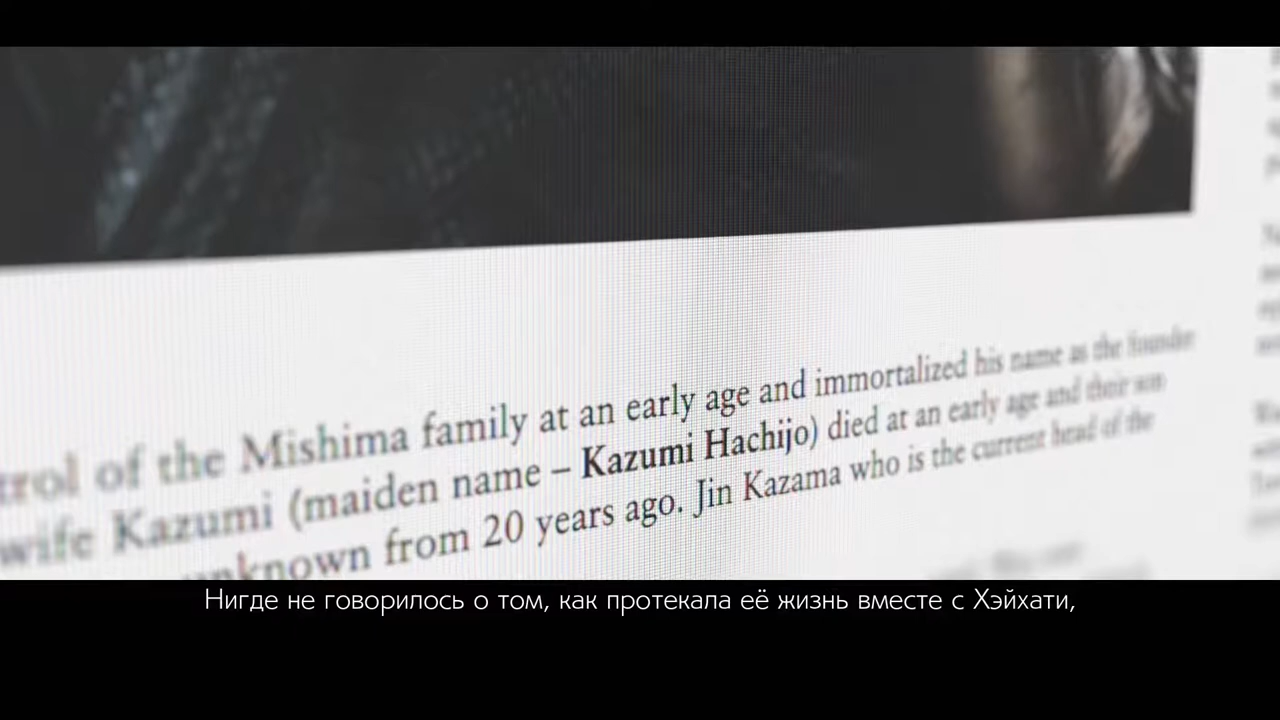 trol of the Mishima family at an early age and immortalized his name as the founder
wife Kazumi (maiden name – Kazumi Hachijo) died at an early age and their son
unknown from 20 years ago. Jin Kazama who is the current head of the
Нигде не говорилось о том, как протекала её жизнь вместе с Хэйхати,